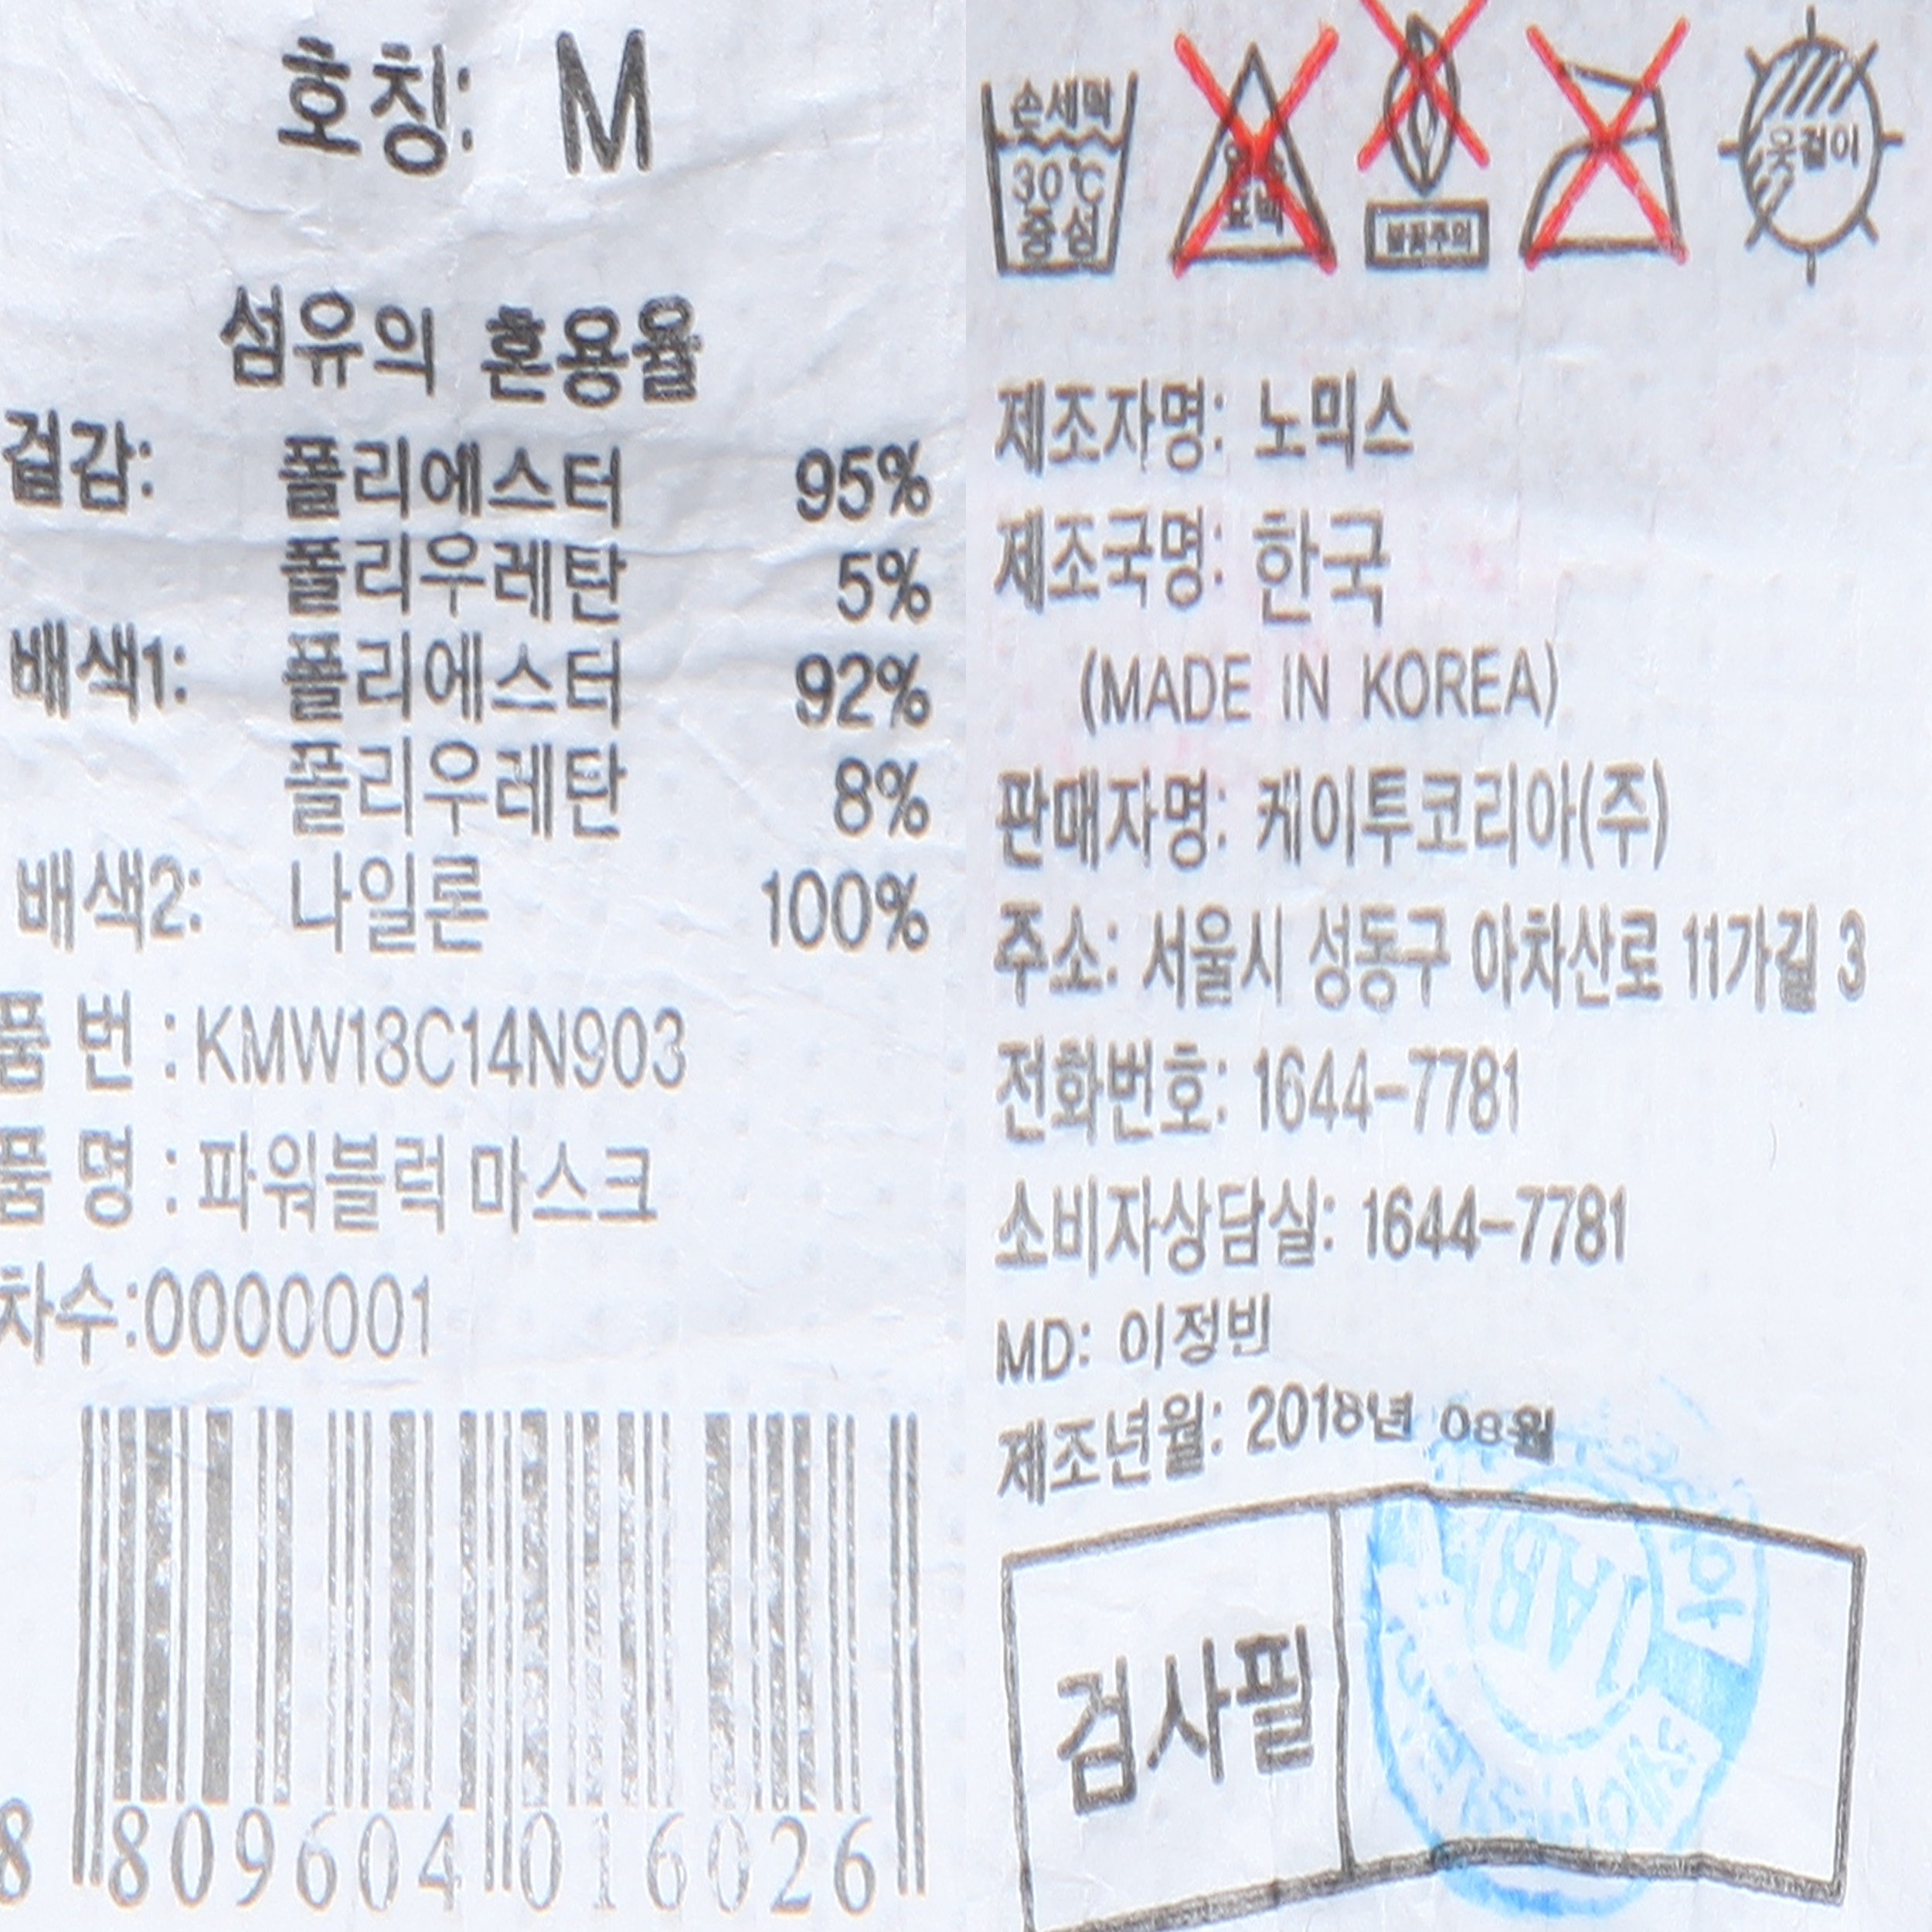 호칭: M
섬유의 혼용율
겉감: 폴리에스터 95%
폴리우레탄 5%
배색1: 폴리에스터 92%
폴리우레탄 8%
배색2: 나일론 100%
품 번 : KMW18C14N903
품 명 : 파워블럭 마스크
차수:0000001
8 809604 016026
손세탁
30℃
중성
표백
옷걸이
제조자명: 노믹스
제조국명: 한국
(MADE IN KOREA)
판매자명: 케이투코리아(주)
주소: 서울시 성동구 아차산로 11가길 3
전화번호: 1644-7781
소비자상담실: 1644-7781
MD: 이정빈
제조년월: 2018년 08월
검사필